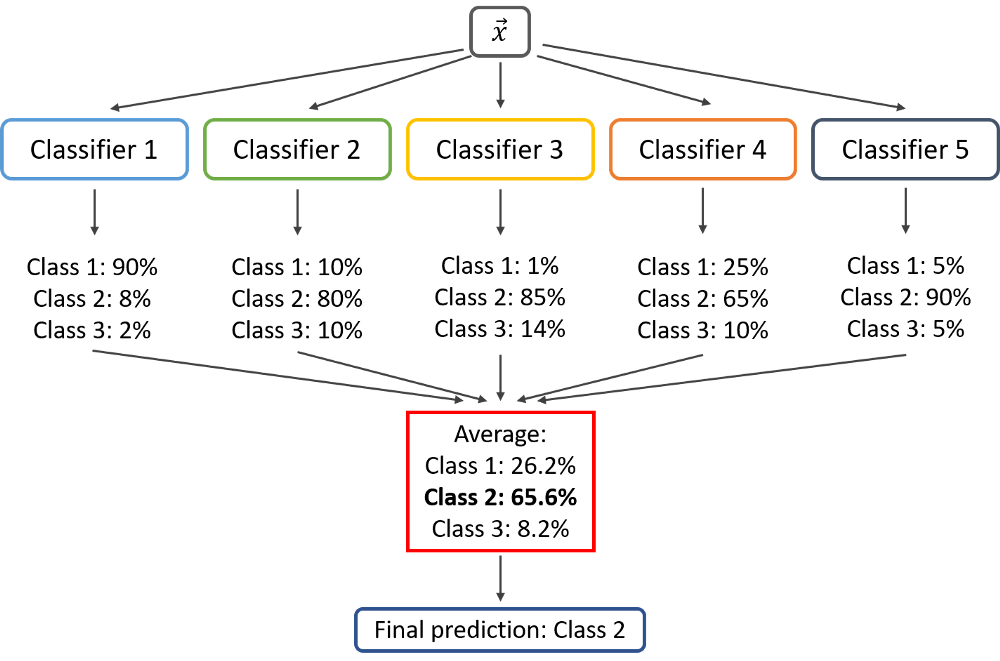 x⃗
Classifier 1
Classifier 2
Classifier 3
Classifier 4
Classifier 5
Class 1: 90%
Class 2: 8%
Class 3: 2%
Class 1: 10%
Class 2: 80%
Class 3: 10%
Class 1: 1%
Class 2: 85%
Class 3: 14%
Class 1: 25%
Class 2: 65%
Class 3: 10%
Class 1: 5%
Class 2: 90%
Class 3: 5%
Average:
Class 1: 26.2%
Class 2: 65.6%
Class 3: 8.2%
Final prediction: Class 2